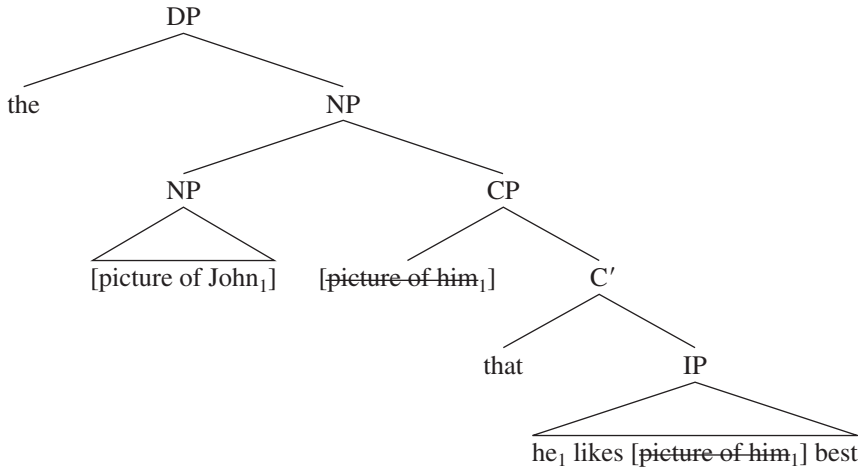 DP
the
NP
NP
CP
[picture of John₁]
[picture of him₁]
C′
that
IP
he₁ likes [picture of him₁] best